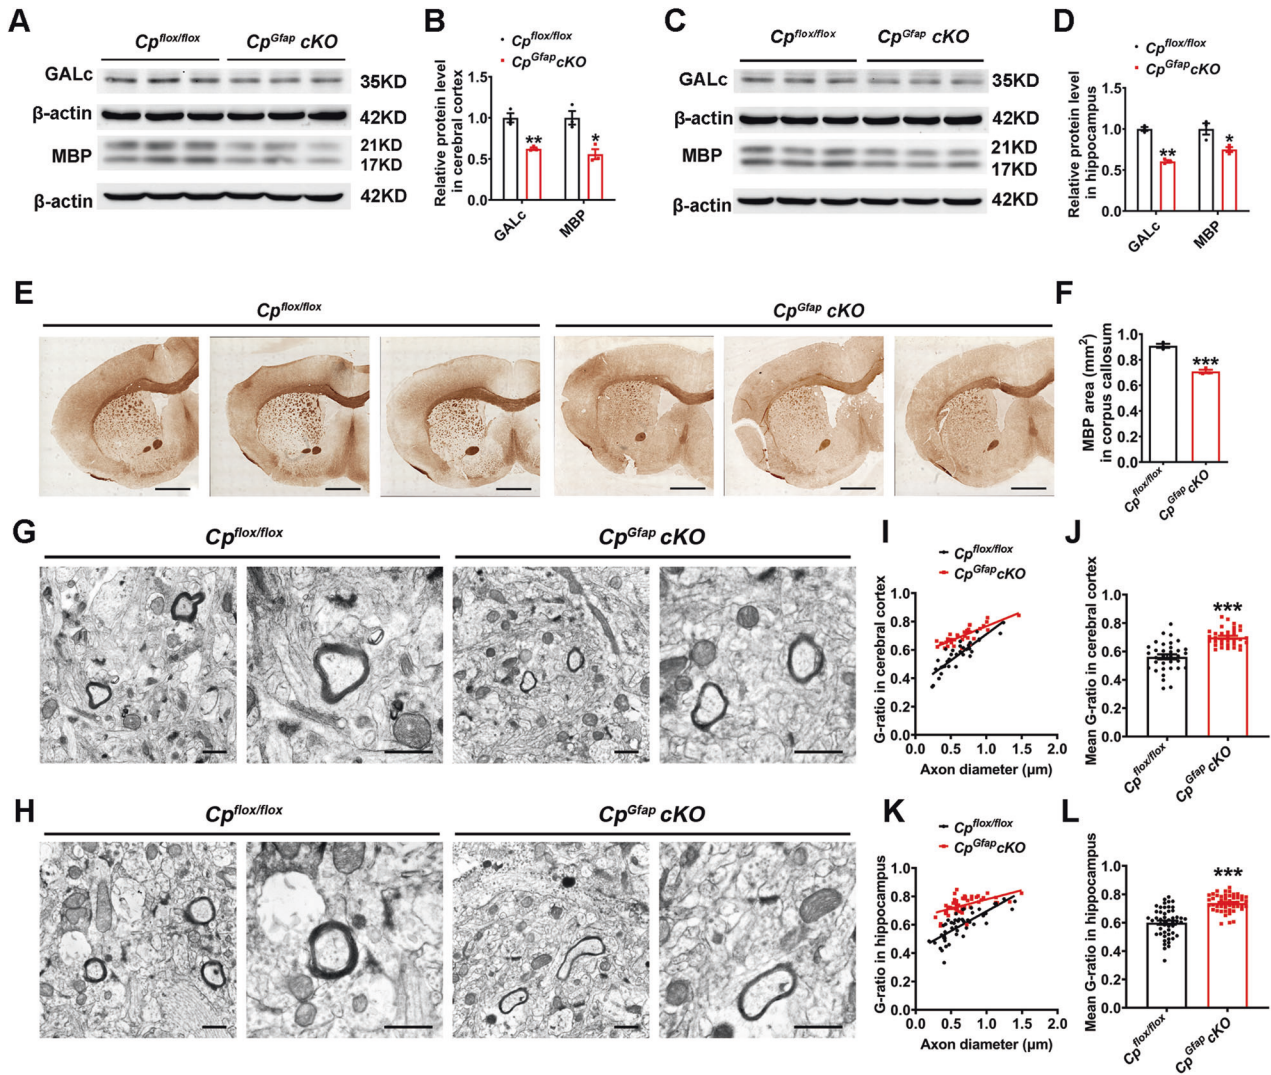 A
Cp^flox/flox Cp^Gfap cKO
GALc 35KD
β-actin 42KD
MBP 21KD
17KD
β-actin 42KD
B
Cp^flox/flox
Cp^Gfap cKO
Relative protein level
in cerebral cortex
1.5
1.0
0.5
0.0
** *
GALc MBP
C
Cp^flox/flox Cp^Gfap cKO
GALc 35KD
β-actin 42KD
MBP 21KD
17KD
β-actin 42KD
D
Cp^flox/flox
Cp^Gfap cKO
Relative protein level
in hippocampus
1.5
1.0
0.5
0.0
** *
GALc MBP
E
Cp^flox/flox Cp^Gfap cKO
F
MBP area (mm²)
in corpus callosum
1.0
0.8
0.6
0.4
0.2
0.0
***
Cp^flox/flox Cp^Gfap cKO
G
Cp^flox/flox Cp^Gfap cKO
I
Cp^flox/flox
Cp^Gfap cKO
G-ratio in cerebral cortex
1.0
0.8
0.6
0.4
0.2
0.0
0.0 0.5 1.0 1.5 2.0
Axon diameter (μm)
J
Mean G-ratio in cerebral cortex
1.0
0.8
0.6
0.4
0.2
0.0
***
Cp^flox/flox Cp^Gfap cKO
H
Cp^flox/flox Cp^Gfap cKO
K
Cp^flox/flox
Cp^Gfap cKO
G-ratio in hippocampus
1.0
0.8
0.6
0.4
0.2
0.0
0.0 0.5 1.0 1.5 2.0
Axon diameter (μm)
L
Mean G-ratio in hippocampus
1.0
0.8
0.6
0.4
0.2
0.0
***
Cp^flox/flox Cp^Gfap cKO